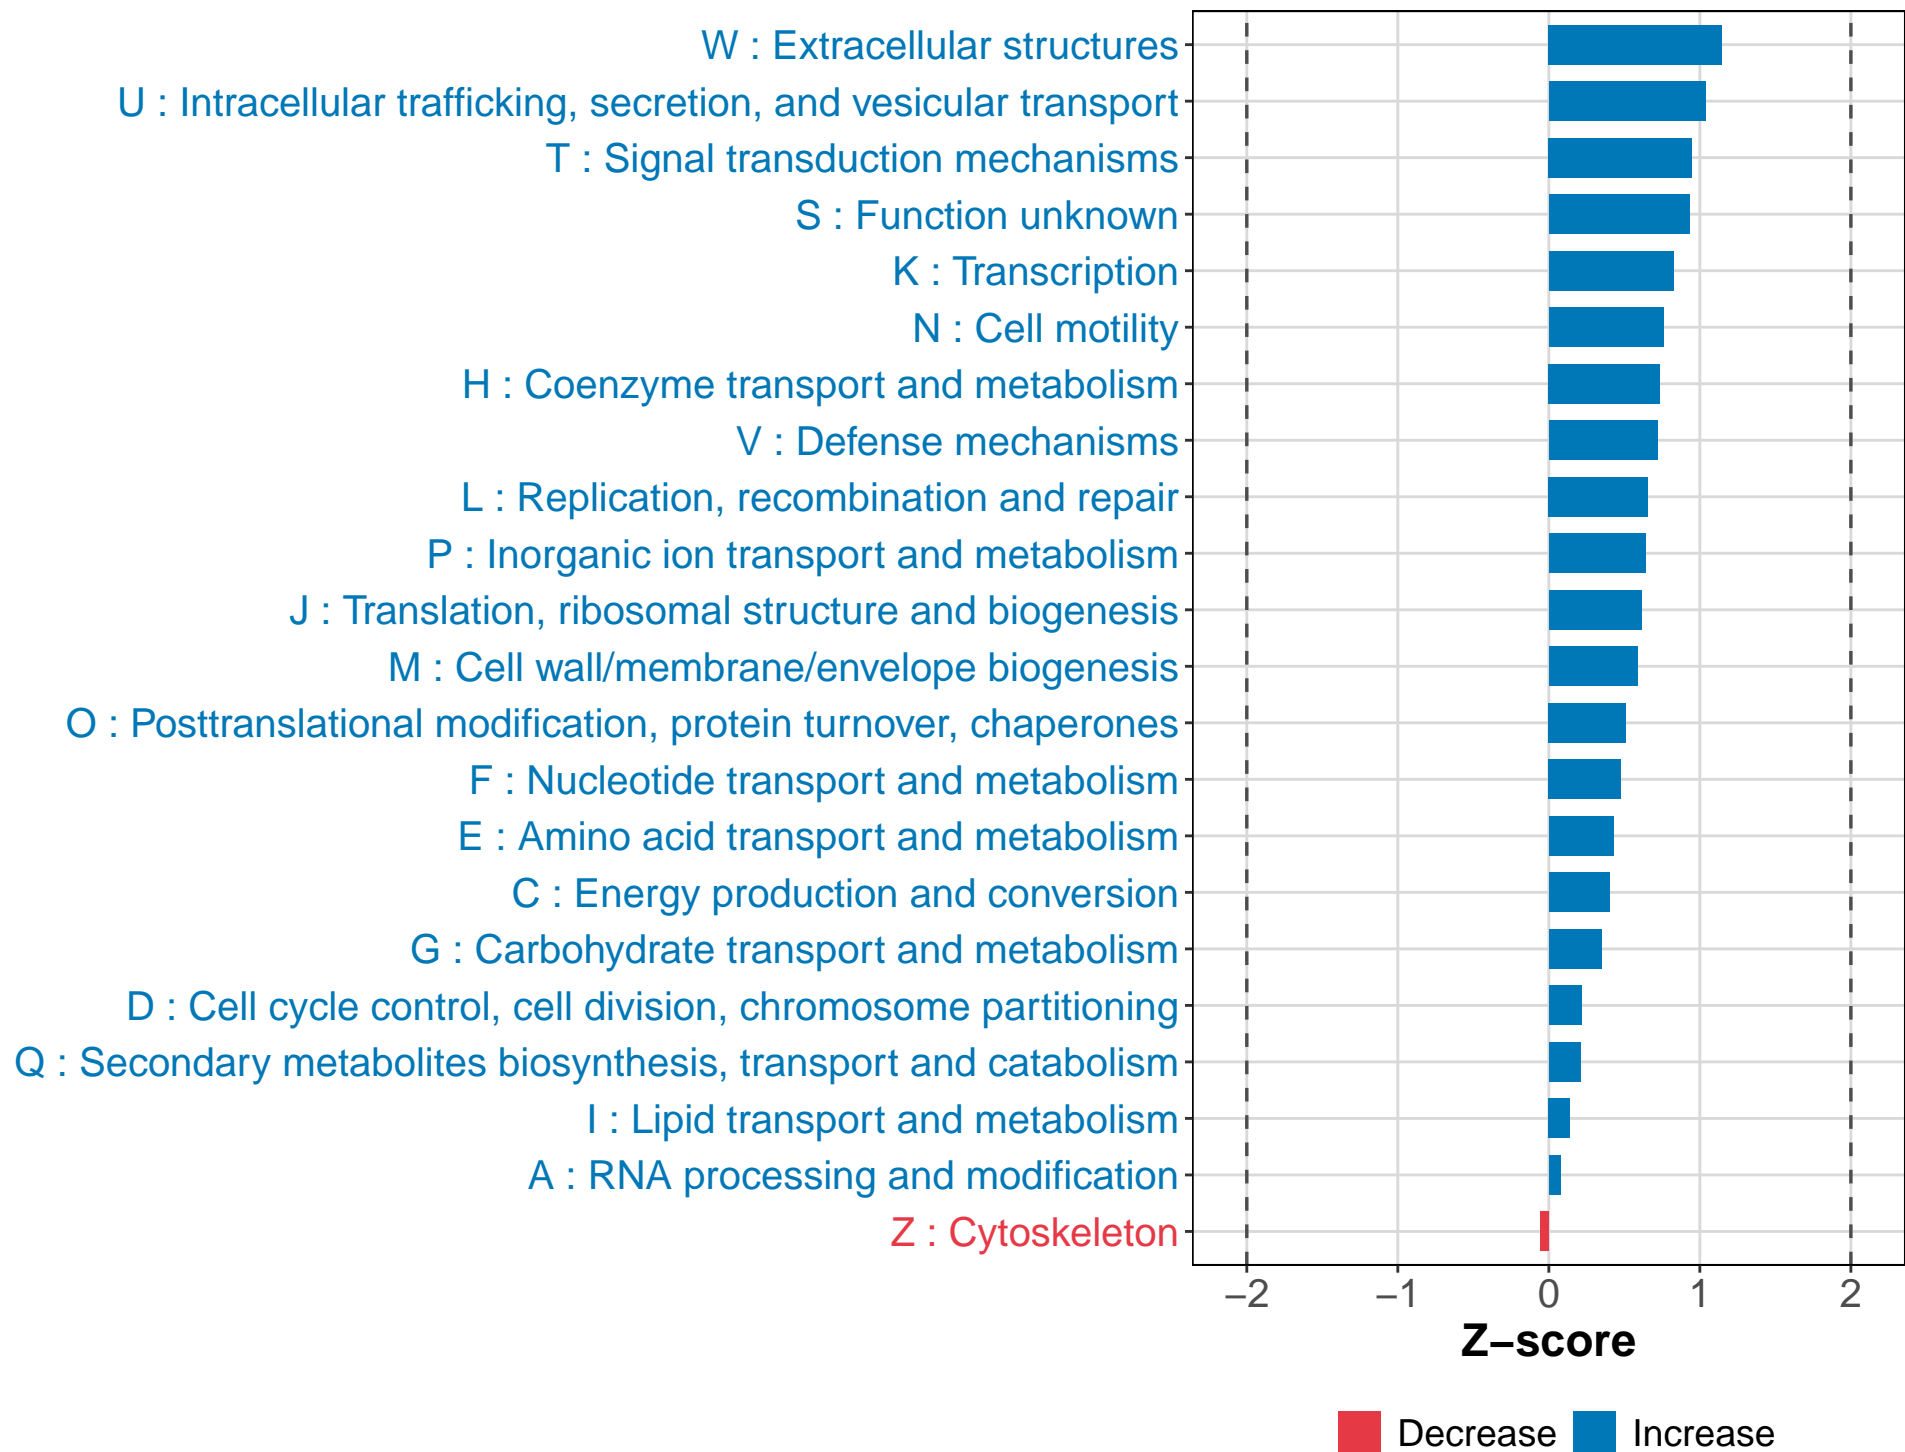 W : Extracellular structures
U : Intracellular trafficking, secretion, and vesicular transport
T : Signal transduction mechanisms
S : Function unknown
K : Transcription
N : Cell motility
H : Coenzyme transport and metabolism
V : Defense mechanisms
L : Replication, recombination and repair
P : Inorganic ion transport and metabolism
J : Translation, ribosomal structure and biogenesis
M : Cell wall/membrane/envelope biogenesis
O : Posttranslational modification, protein turnover, chaperones
F : Nucleotide transport and metabolism
E : Amino acid transport and metabolism
C : Energy production and conversion
G : Carbohydrate transport and metabolism
D : Cell cycle control, cell division, chromosome partitioning
Q : Secondary metabolites biosynthesis, transport and catabolism
I : Lipid transport and metabolism
A : RNA processing and modification
Z : Cytoskeleton
−2 −1 0 1 2
Z−score
Decrease Increase